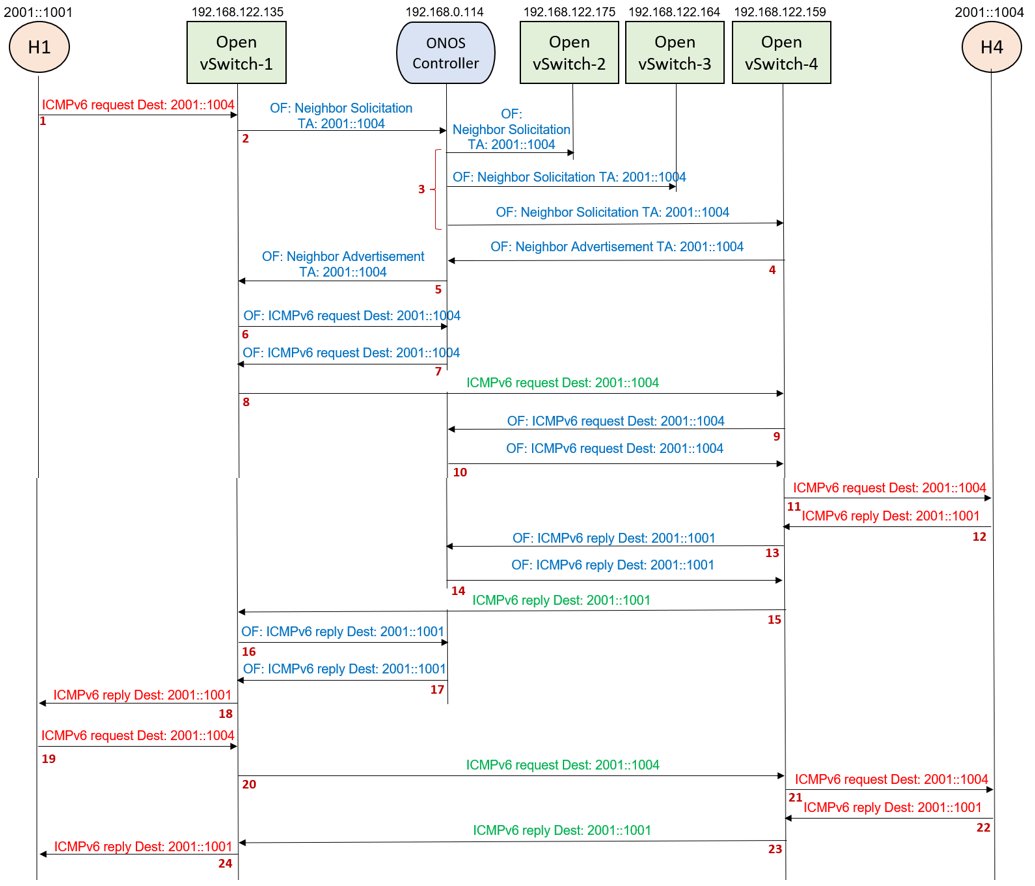 2001::1001
192.168.122.135
192.168.0.114
192.168.122.175
192.168.122.164
192.168.122.159
2001::1004
H1
Open
vSwitch-1
ONOS
Controller
Open
vSwitch-2
Open
vSwitch-3
Open
vSwitch-4
H4
ICMPv6 request Dest: 2001::1004
1
OF: Neighbor Solicitation
TA: 2001::1004
2
OF:
Neighbor Solicitation
TA: 2001::1004
3
OF: Neighbor Solicitation TA: 2001::1004
OF: Neighbor Solicitation TA: 2001::1004
OF: Neighbor Advertisement TA: 2001::1004
4
OF: Neighbor Advertisement
TA: 2001::1004
5
OF: ICMPv6 request Dest: 2001::1004
6
OF: ICMPv6 request Dest: 2001::1004
7
ICMPv6 request Dest: 2001::1004
8
OF: ICMPv6 request Dest: 2001::1004
9
OF: ICMPv6 request Dest: 2001::1004
10
ICMPv6 request Dest: 2001::1004
11
ICMPv6 reply Dest: 2001::1001
12
OF: ICMPv6 reply Dest: 2001::1001
13
OF: ICMPv6 reply Dest: 2001::1001
14
ICMPv6 reply Dest: 2001::1001
15
OF: ICMPv6 reply Dest: 2001::1001
16
OF: ICMPv6 reply Dest: 2001::1001
17
ICMPv6 reply Dest: 2001::1001
18
ICMPv6 request Dest: 2001::1004
19
ICMPv6 request Dest: 2001::1004
20
ICMPv6 request Dest: 2001::1004
21
ICMPv6 reply Dest: 2001::1001
22
ICMPv6 reply Dest: 2001::1001
23
ICMPv6 reply Dest: 2001::1001
24